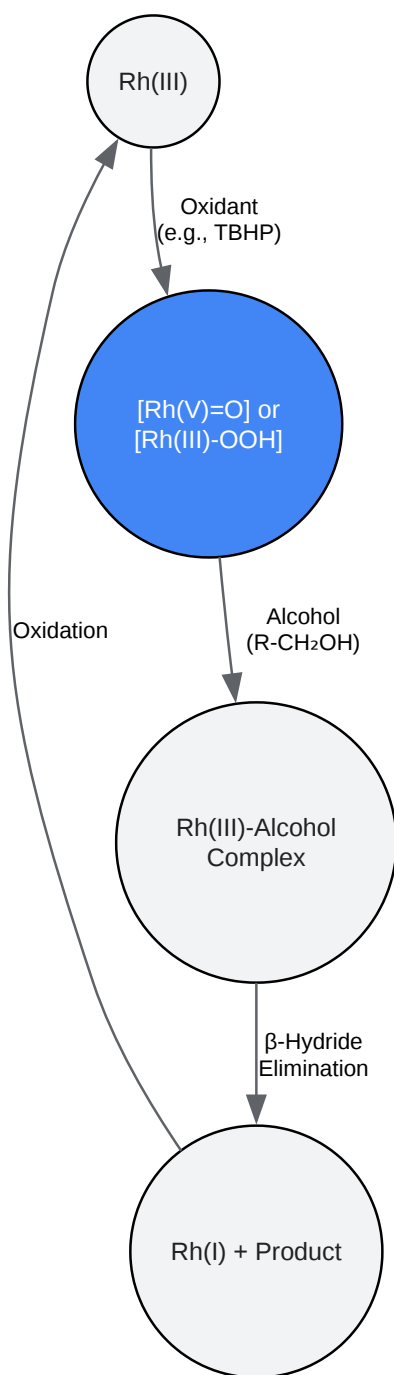 Rh(III)
Oxidant
(e.g., TBHP)
[Rh(V)=O] or
[Rh(III)-OOH]
Alcohol
(R-CH₂OH)
Oxidation
Rh(III)-Alcohol
Complex
β-Hydride
Elimination
Rh(I) + Product